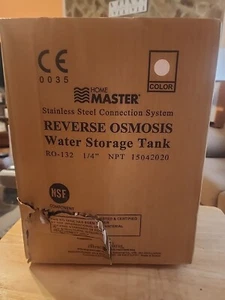 CE
0035
HOME
MASTER®
COLOR
Stainless Steel Connection System
REVERSE OSMOSIS
Water Storage Tank
RO-132 1/4" NPT 15042020
NSF